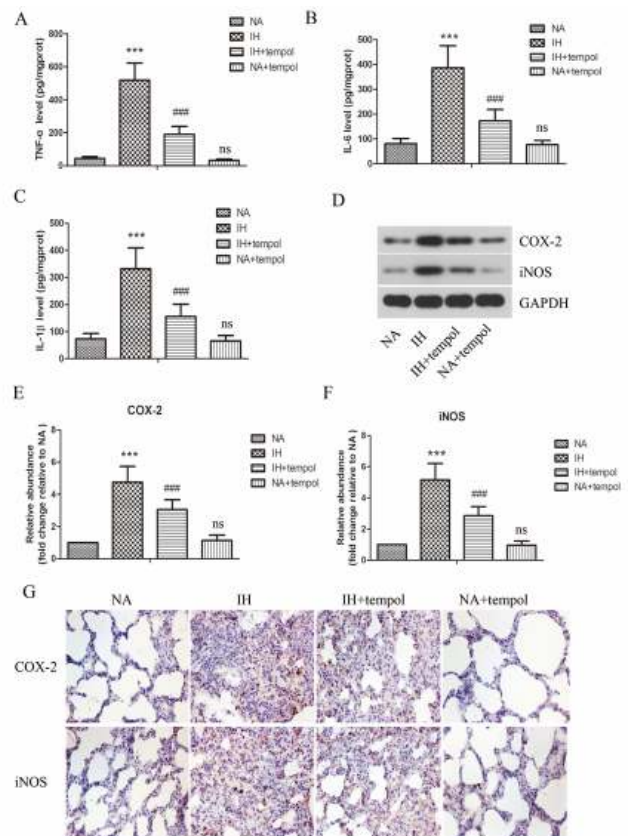 A
TNF-α level (pg/mgprot)
800
600
400
200
0
***
###
ns
NA
IH
IH+tempol
NA+tempol
B
IL-6 level (pg/mgprot)
500
400
300
200
100
0
***
###
ns
NA
IH
IH+tempol
NA+tempol
C
IL-1β level (pg/mgprot)
500
400
300
200
100
0
***
###
ns
NA
IH
IH+tempol
NA+tempol
D
COX-2
iNOS
GAPDH
NA
IH
IH+tempol
NA+tempol
E
COX-2
Relative abundance
(fold change relative to NA )
8
6
4
2
0
***
###
ns
NA
IH
IH+tempol
NA+tempol
F
iNOS
Relative abundance
(fold change relative to NA )
8
6
4
2
0
***
###
ns
NA
IH
IH+tempol
NA+tempol
G
NA IH IH+tempol NA+tempol
COX-2
iNOS